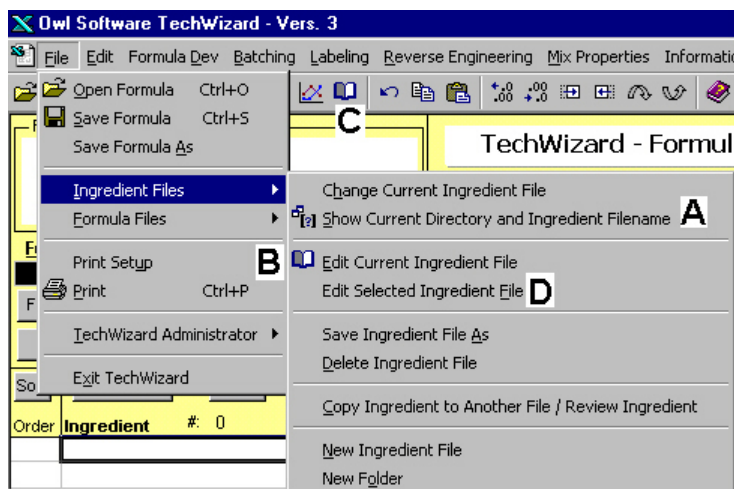 Owl Software TechWizard - Vers. 3
File Edit Formula Dev Batching Labeling Reverse Engineering Mix Properties
Open Formula Ctrl+O
Save Formula Ctrl+S
Save Formula As
C
TechWizard - Formul
Ingredient Files
Formula Files
Print Setup
Print Ctrl+P
TechWizard Administrator
Exit TechWizard
Change Current Ingredient File
Show Current Directory and Ingredient Filename A
B Edit Current Ingredient File
Edit Selected Ingredient File D
Save Ingredient File As
Delete Ingredient File
Copy Ingredient to Another File / Review Ingredient
New Ingredient File
New Folder
So
Order Ingredient #: 0